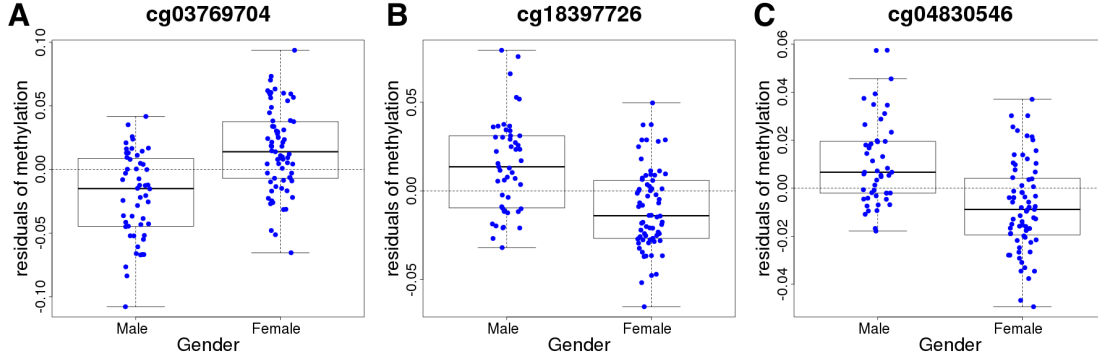 A cg03769704
residuals of methylation
0.10
0.05
0.00
-0.05
-0.10
Male Female
Gender
B cg18397726
residuals of methylation
0.05
0.00
-0.05
Male Female
Gender
C cg04830546
residuals of methylation
0.06
0.04
0.02
0.00
-0.02
-0.04
Male Female
Gender